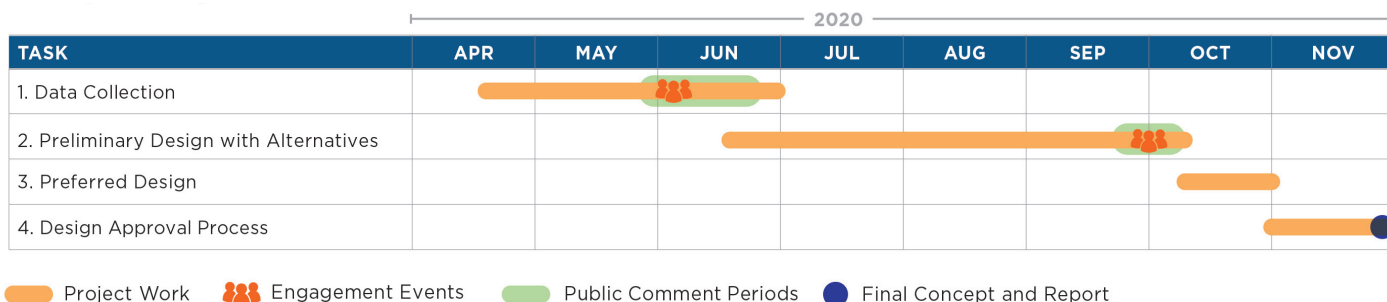 2020
TASK APR MAY JUN JUL AUG SEP OCT NOV
1. Data Collection
2. Preliminary Design with Alternatives
3. Preferred Design
4. Design Approval Process
Project Work Engagement Events Public Comment Periods Final Concept and Report